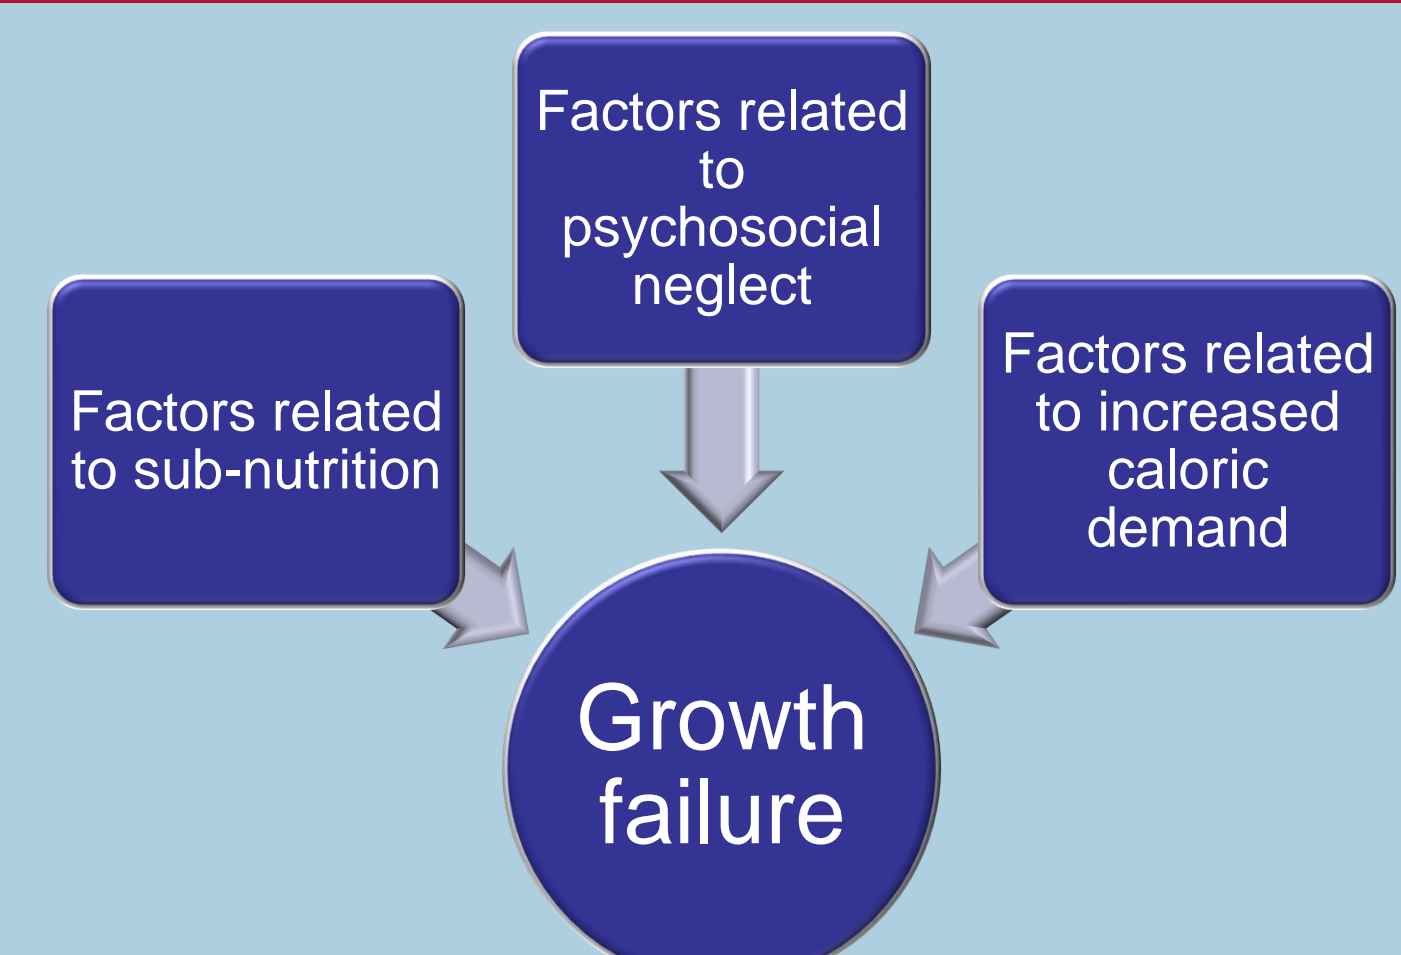 Factors related
to
psychosocial
neglect
Factors related
to sub-nutrition
Factors related
to increased
caloric
demand
Growth
failure